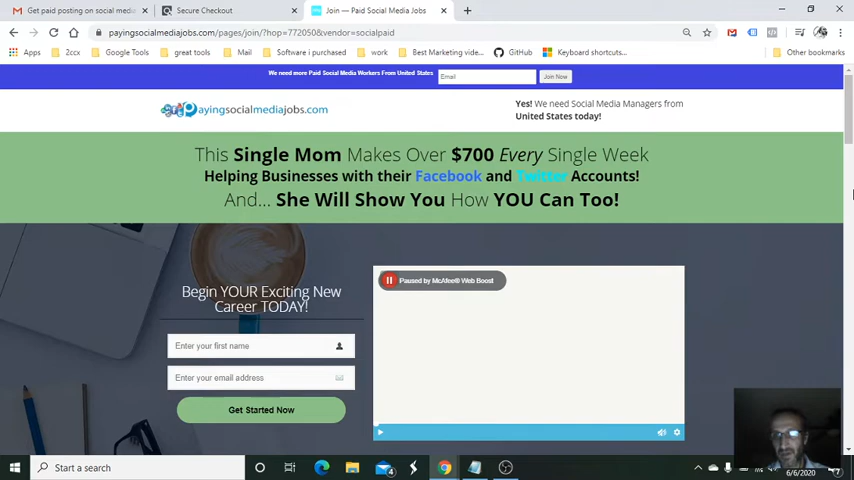 Get paid posting on social media
Secure Checkout
Join — Paid Social Media Jobs
payingsocialmediajobs.com/pages/join/?hop=772050&vendor=socialpaid
Apps
2ccx
Google Tools
great tools
Mail
Software i purchased
work
Best Marketing vide...
GitHub
Keyboard shortcuts...
Other bookmarks
We need more Paid Social Media Workers From United States
Email
Join Now
payingsocialmediajobs.com
Yes! We need Social Media Managers from
United States today!
This Single Mom Makes Over $700 Every Single Week
Helping Businesses with their Facebook and Twitter Accounts!
And... She Will Show You How YOU Can Too!
Begin YOUR Exciting New
Career TODAY!
Enter your first name
Enter your email address
Get Started Now
Paused by McAfee® Web Boost
Start a search
4
6/6/2020
7